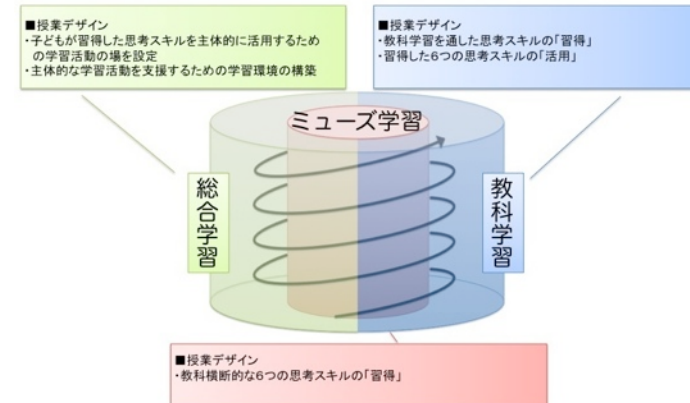 ■授業デザイン
・子どもが習得した思考スキルを主体的に活用するため
の学習活動の場を設定
・主体的な学習活動を支援するための学習環境の構築
■授業デザイン
・教科学習を通した思考スキルの「習得」
・習得した6つの思考スキルの「活用」
ミューズ学習
総合学習
教科学習
■授業デザイン
・教科横断的な6つの思考スキルの「習得」